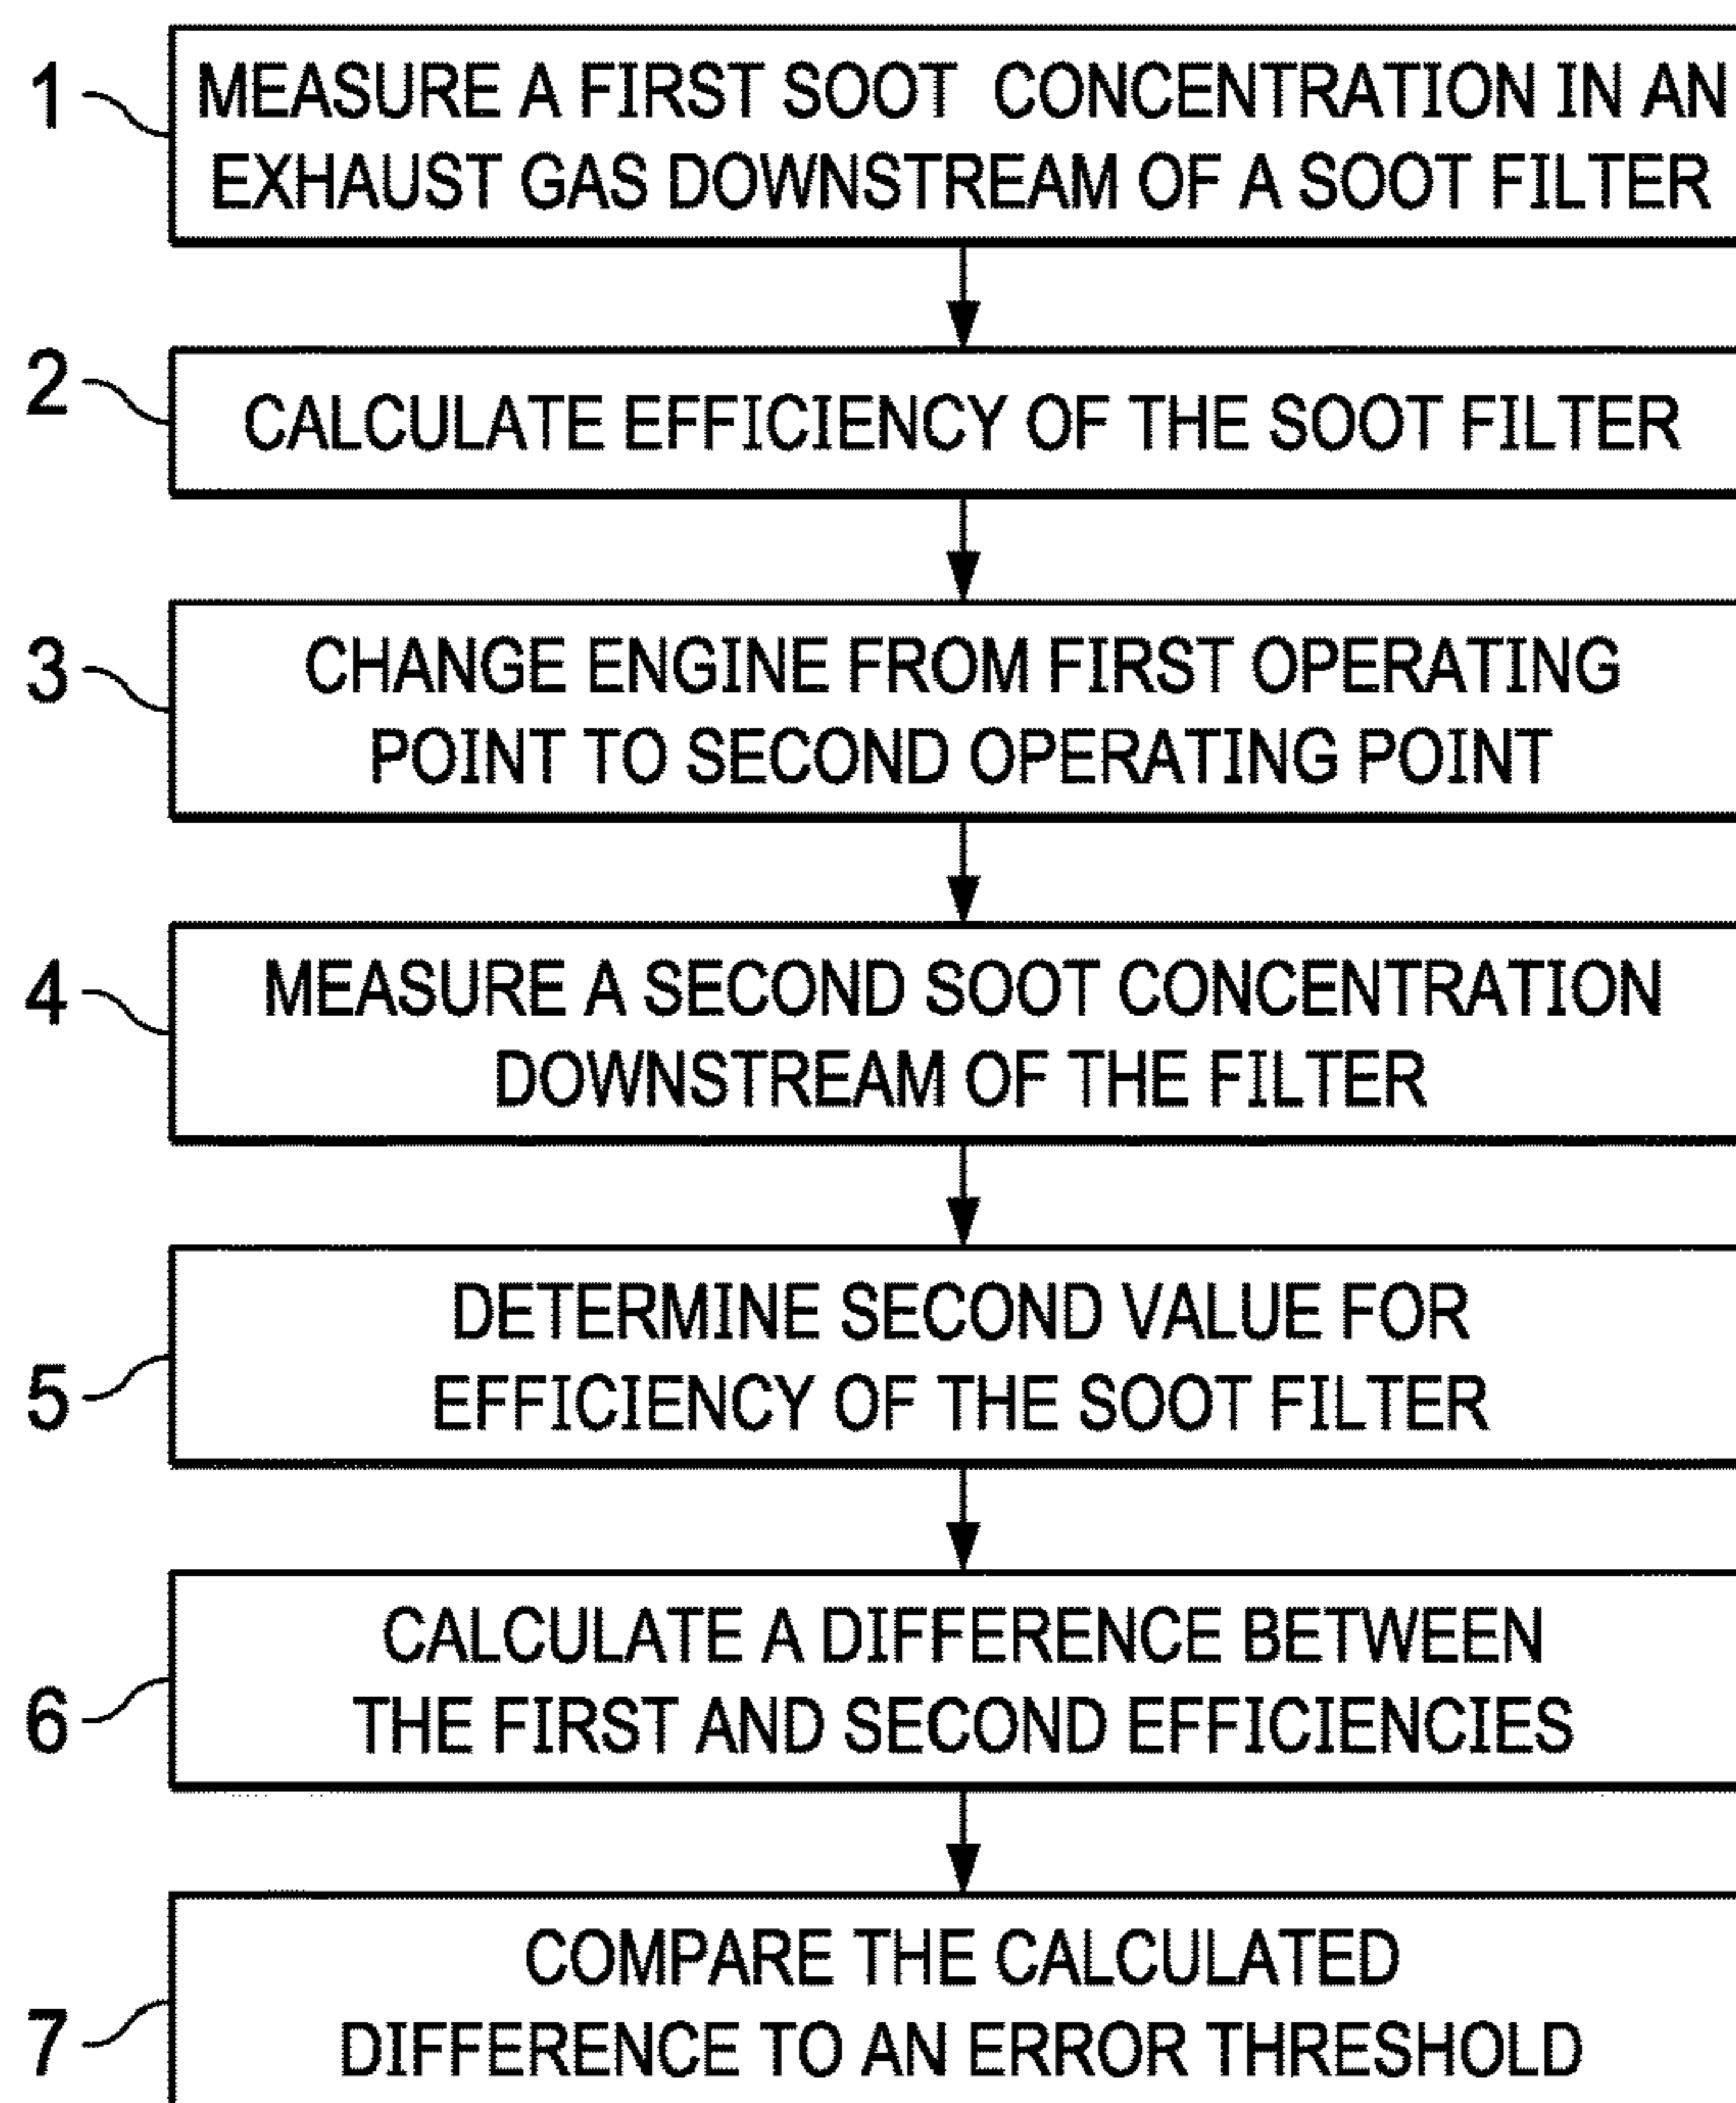 1
MEASURE A FIRST SOOT CONCENTRATION IN AN
EXHAUST GAS DOWNSTREAM OF A SOOT FILTER
2
CALCULATE EFFICIENCY OF THE SOOT FILTER
3
CHANGE ENGINE FROM FIRST OPERATING
POINT TO SECOND OPERATING POINT
4
MEASURE A SECOND SOOT CONCENTRATION
DOWNSTREAM OF THE FILTER
5
DETERMINE SECOND VALUE FOR
EFFICIENCY OF THE SOOT FILTER
6
CALCULATE A DIFFERENCE BETWEEN
THE FIRST AND SECOND EFFICIENCIES
7
COMPARE THE CALCULATED
DIFFERENCE TO AN ERROR THRESHOLD